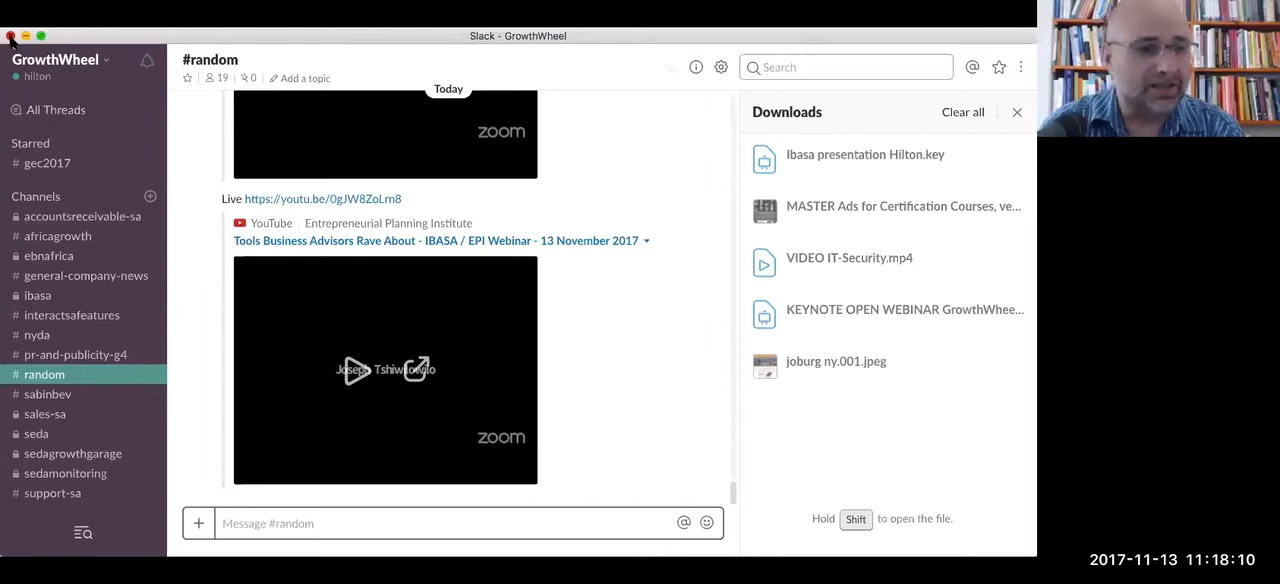 Slack - GrowthWheel
GrowthWheel
hilton
All Threads
Starred
# gec2017
Channels
accountsreceivable-sa
# africagrowth
ebnafrica
# general-company-news
ibasa
# interactsafeatures
# nyda
# pr-and-publicity-g4
# random
# sabinbev
sales-sa
seda
sedagrowthgarage
sedamonitoring
# support-sa
#random
19
0
Add a topic
Search
Today
zoom
Live https://youtu.be/0gJW8ZoLrn8
YouTube Entrepreneurial Planning Institute
Tools Business Advisors Rave About - IBASA / EPI Webinar - 13 November 2017
zoom
Message #random
Downloads
Clear all
Ibasa presentation Hilton.key
MASTER Ads for Certification Courses, ve...
VIDEO IT-Security.mp4
KEYNOTE OPEN WEBINAR GrowthWhee...
joburg ny.001.jpeg
Hold Shift to open the file.
2017-11-13 11:18:10